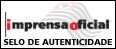 imprensaoficial
SELO DE AUTENTICIDADE